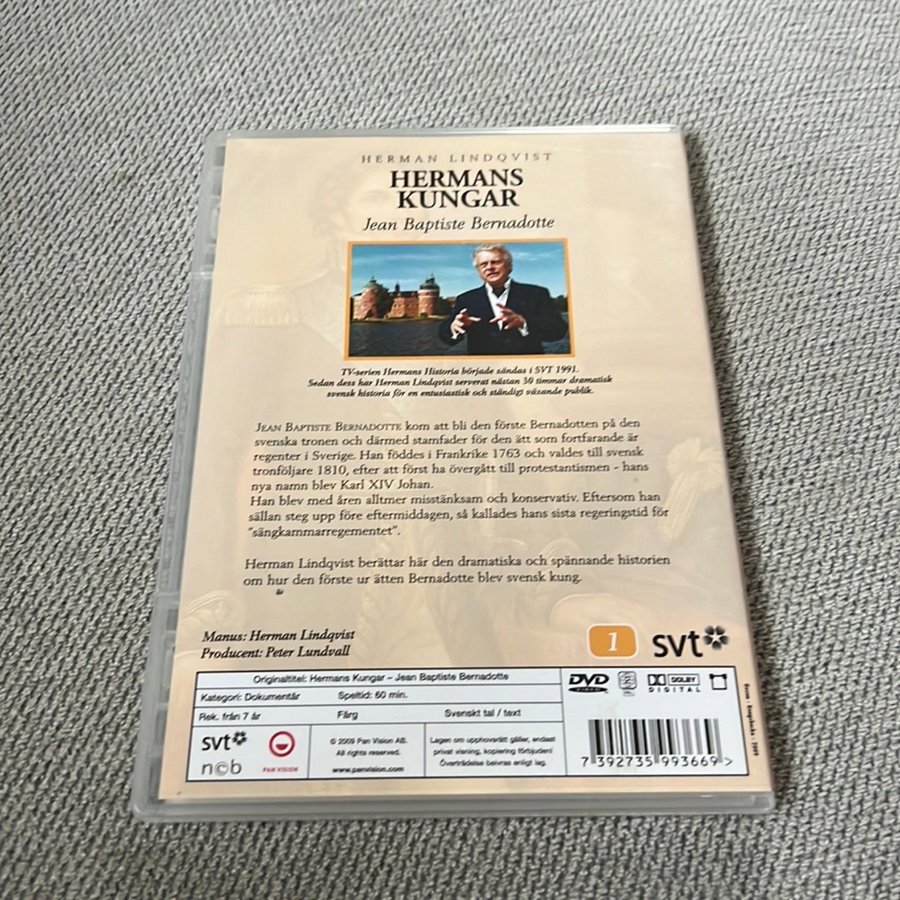 HERMAN LINDQVIST
HERMANS
KUNGAR
Jean Baptiste Bernadotte
TV-serien Hermans Historia började sändas i SVT 1991.
Sedan dess har Herman Lindqvist serverat nästan 30 timmar dramatisk
svensk historia för en entusiastisk och ständigt växande publik.
JEAN BAPTISTE BERNADOTTE kom att bli den förste Bernadotten på den
svenska tronen och därmed stamfader för den ätt som fortfarande är
regenter i Sverige. Han föddes i Frankrike 1763 och valdes till svensk
tronföljare 1810, efter att först ha övergått till protestantismen - hans
nya namn blev Karl XIV Johan.
Han blev med åren alltmer misstänksam och konservativ. Eftersom han
sällan steg upp före eftermiddagen, så kallades hans sista regeringstid för
"sängkammarregementet".
Herman Lindqvist berättar här den dramatiska och spännande historien
om hur den förste ur ätten Bernadotte blev svensk kung.
Manus: Herman Lindqvist
Producent: Peter Lundvall
1 svt
Originaltitel: Hermans Kungar – Jean Baptiste Bernadotte
Kategori: Dokumentär Speltid: 60 min.
Rek. från 7 år Färg Svenskt tal / text
svt
ncb
PAN VISION
© 2009 Pan Vision AB.
All rights reserved.
www.panvision.com
Lagen om upphovsrätt gäller, endast
privat visning, kopiering förbjuden!
Överträdelse beivras enligt lag.
DVD
VIDEO
DOLBY
DIGITAL
7 392735 993669 >